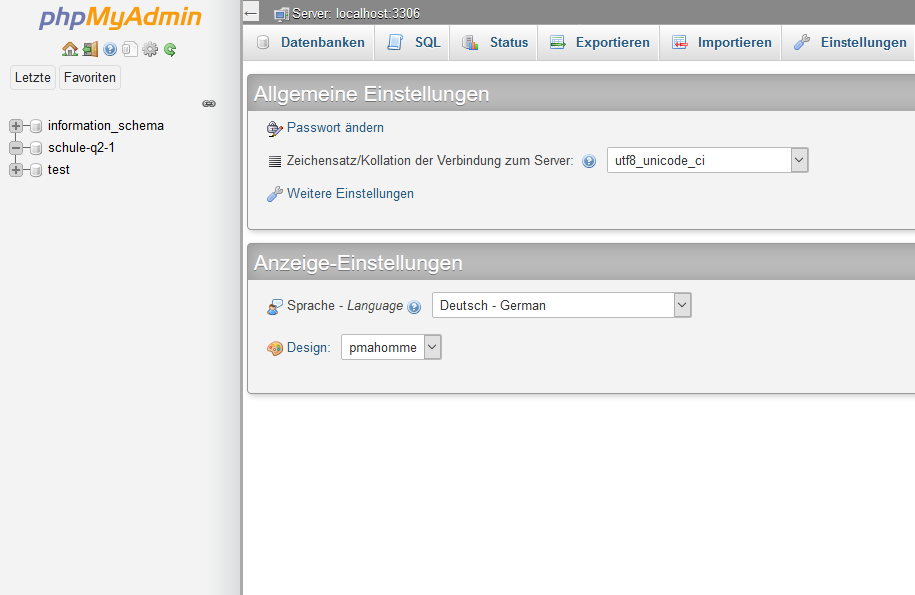 phpMyAdmin
Letzte Favoriten
information_schema
schule-q2-1
test
Server: localhost:3306
Datenbanken SQL Status Exportieren Importieren Einstellungen
Allgemeine Einstellungen
Passwort ändern
Zeichensatz/Kollation der Verbindung zum Server: utf8_unicode_ci
Weitere Einstellungen
Anzeige-Einstellungen
Sprache - Language Deutsch - German
Design: pmahomme